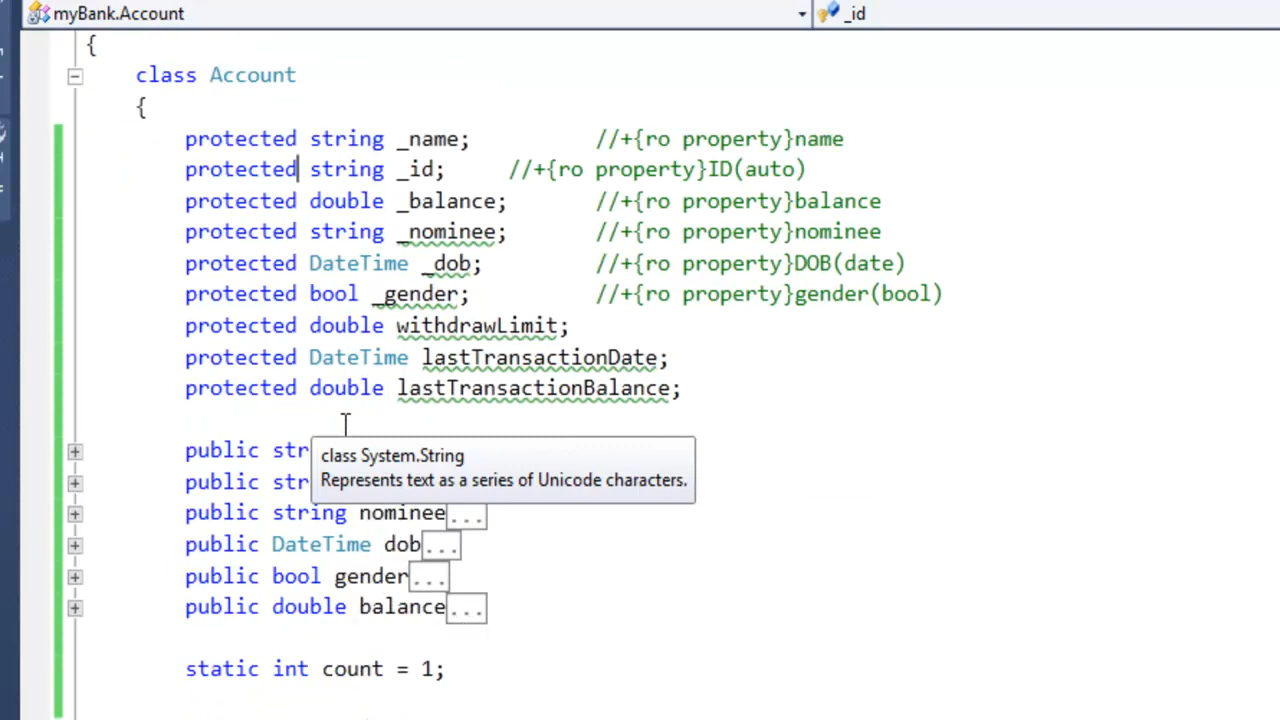 myBank.Account
_id
{
class Account
{
protected string _name; //+{ro property}name
protected string _id; //+{ro property}ID(auto)
protected double _balance; //+{ro property}balance
protected string _nominee; //+{ro property}nominee
protected DateTime _dob; //+{ro property}DOB(date)
protected bool _gender; //+{ro property}gender(bool)
protected double withdrawLimit;
protected DateTime lastTransactionDate;
protected double lastTransactionBalance;
public str
class System.String
Represents text as a series of Unicode characters.
public str
public string nominee...
public DateTime dob...
public bool gender...
public double balance...
static int count = 1;